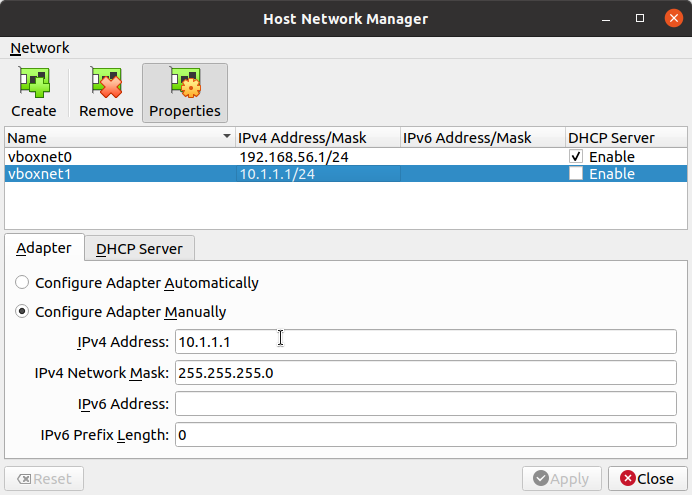 Host Network Manager
Network
Create Remove Properties
Name IPv4 Address/Mask IPv6 Address/Mask DHCP Server
vboxnet0 192.168.56.1/24 Enable
vboxnet1 10.1.1.1/24 Enable
Adapter DHCP Server
Configure Adapter Automatically
Configure Adapter Manually
IPv4 Address: 10.1.1.1
IPv4 Network Mask: 255.255.255.0
IPv6 Address:
IPv6 Prefix Length: 0
Reset Apply Close